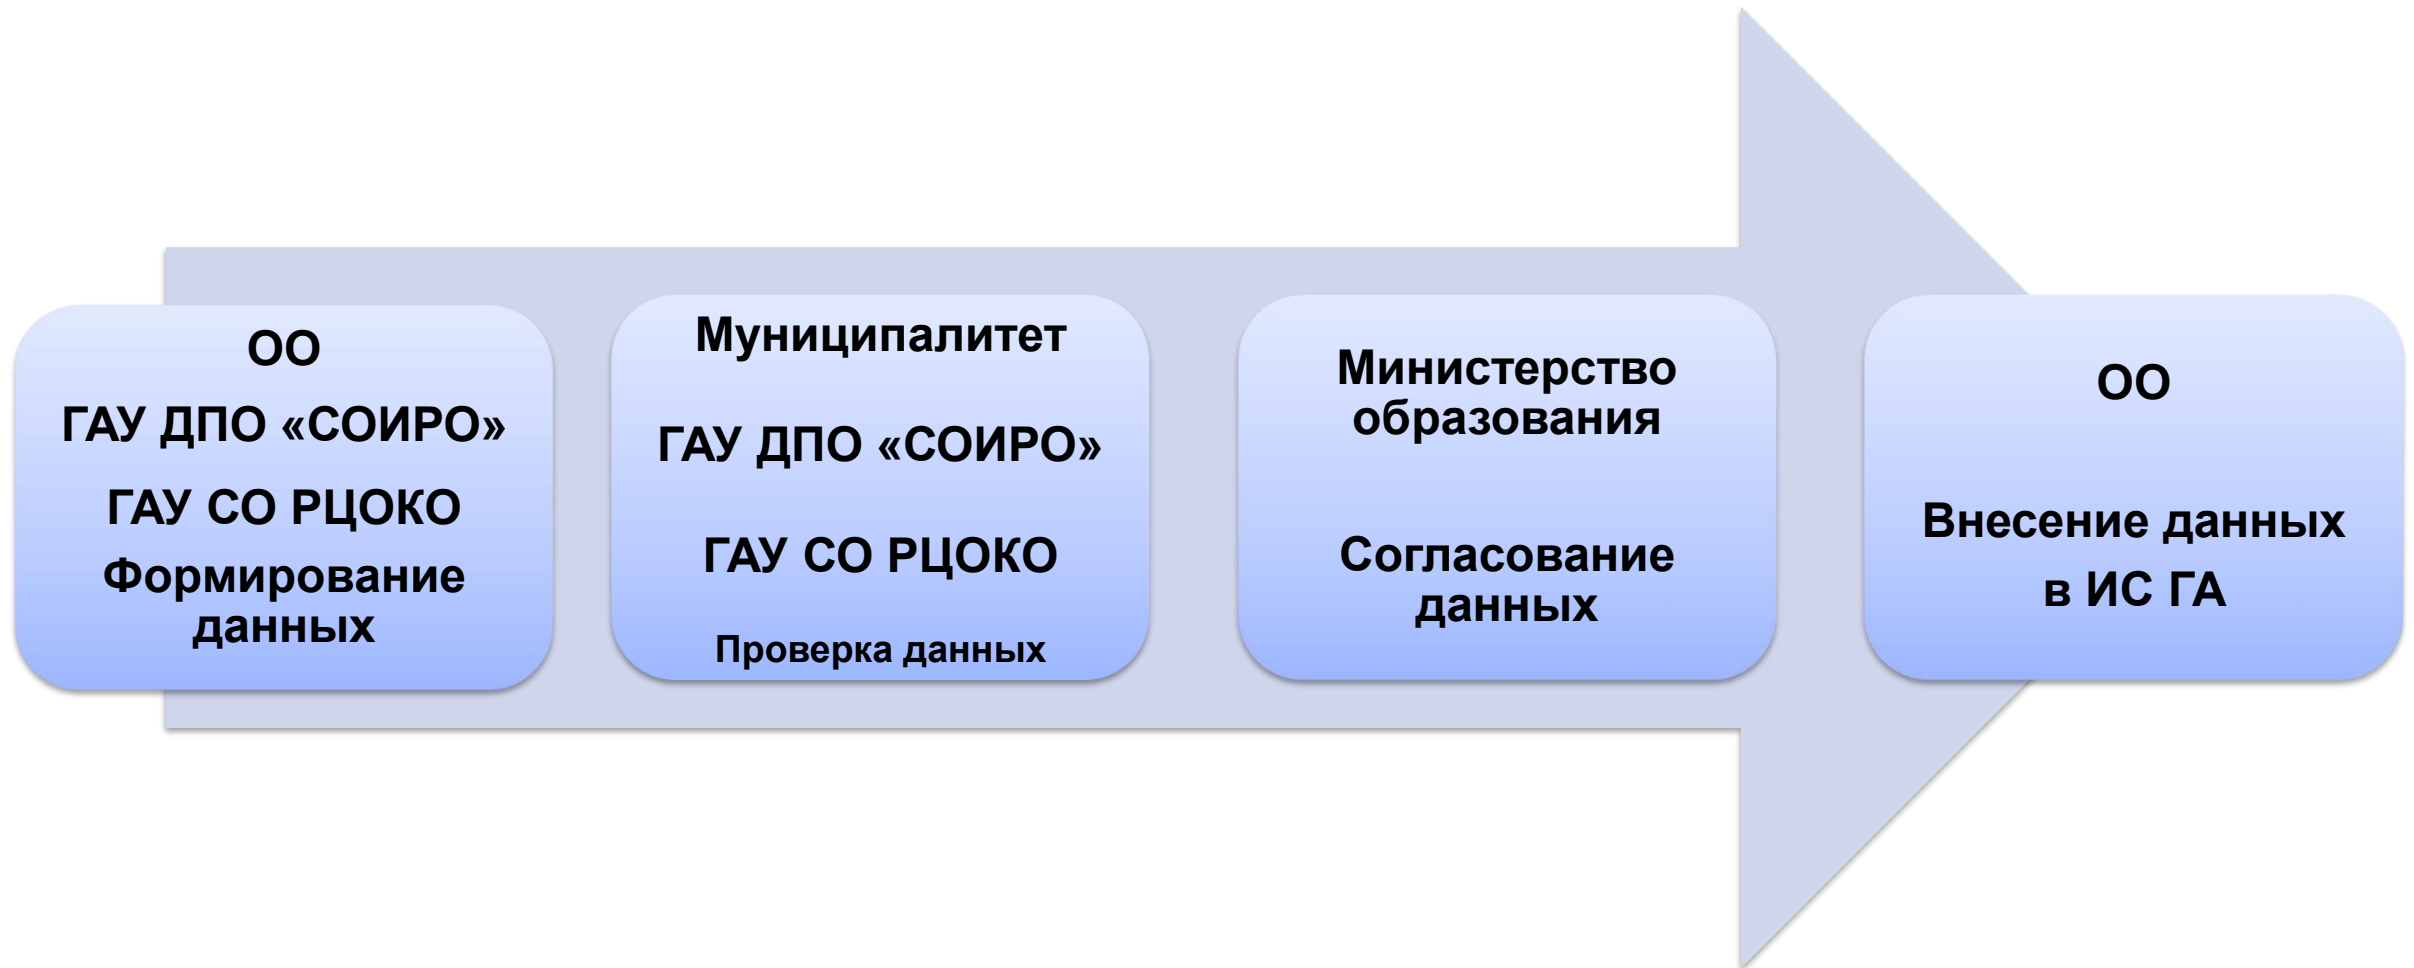 ОО
ГАУ ДПО «СОИРО»
ГАУ СО РЦОКО
Формирование
данных
Муниципалитет
ГАУ ДПО «СОИРО»
ГАУ СО РЦОКО
Проверка данных
Министерство
образования
Согласование
данных
ОО
Внесение данных
в ИС ГА